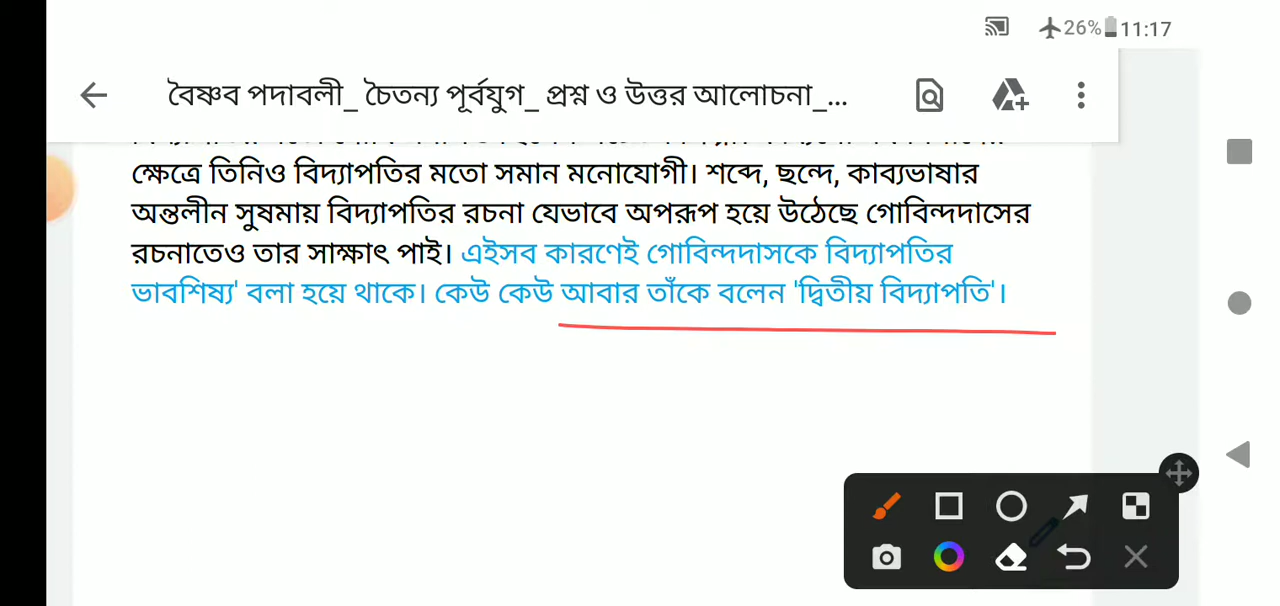 26% 11:17
বৈষ্ণব পদাবলী_ চৈতন্য পূর্বযুগ_ প্রশ্ন ও উত্তর আলোচনা_...
ক্ষেত্রে তিনিও বিদ্যাপতির মতো সমান মনোযোগী। শব্দে, ছন্দে, কাব্যভাষার
অন্তলীন সুষমায় বিদ্যাপতির রচনা যেভাবে অপরূপ হয়ে উঠেছে গোবিন্দদাসের
রচনাতেও তার সাক্ষাৎ পাই। এইসব কারণেই গোবিন্দদাসকে বিদ্যাপতির
ভাবশিষ্য' বলা হয়ে থাকে। কেউ কেউ আবার তাঁকে বলেন 'দ্বিতীয় বিদ্যাপতি'।